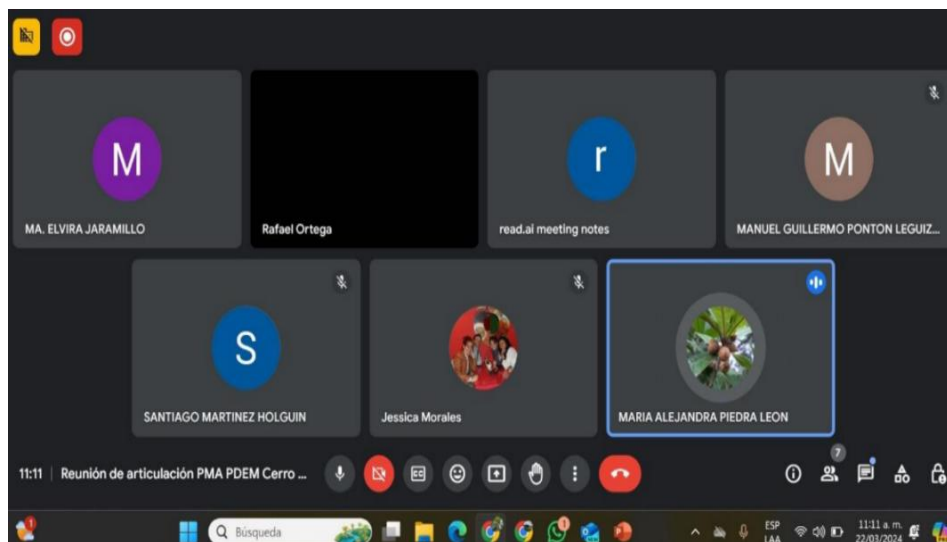 M
r
M
MA. ELVIRA JARAMILLO
Rafael Ortega
read.ai meeting notes
MANUEL GUILLERMO PONTON LEGUIZ...
S
SANTIAGO MARTINEZ HOLGUIN
Jessica Morales
MARIA ALEJANDRA PIEDRA LEON
11:11 | Reunión de articulación PMA PDEM Cerro ...
CC
7
Búsqueda
ESP
LAA
11:11 a. m.
22/03/2024